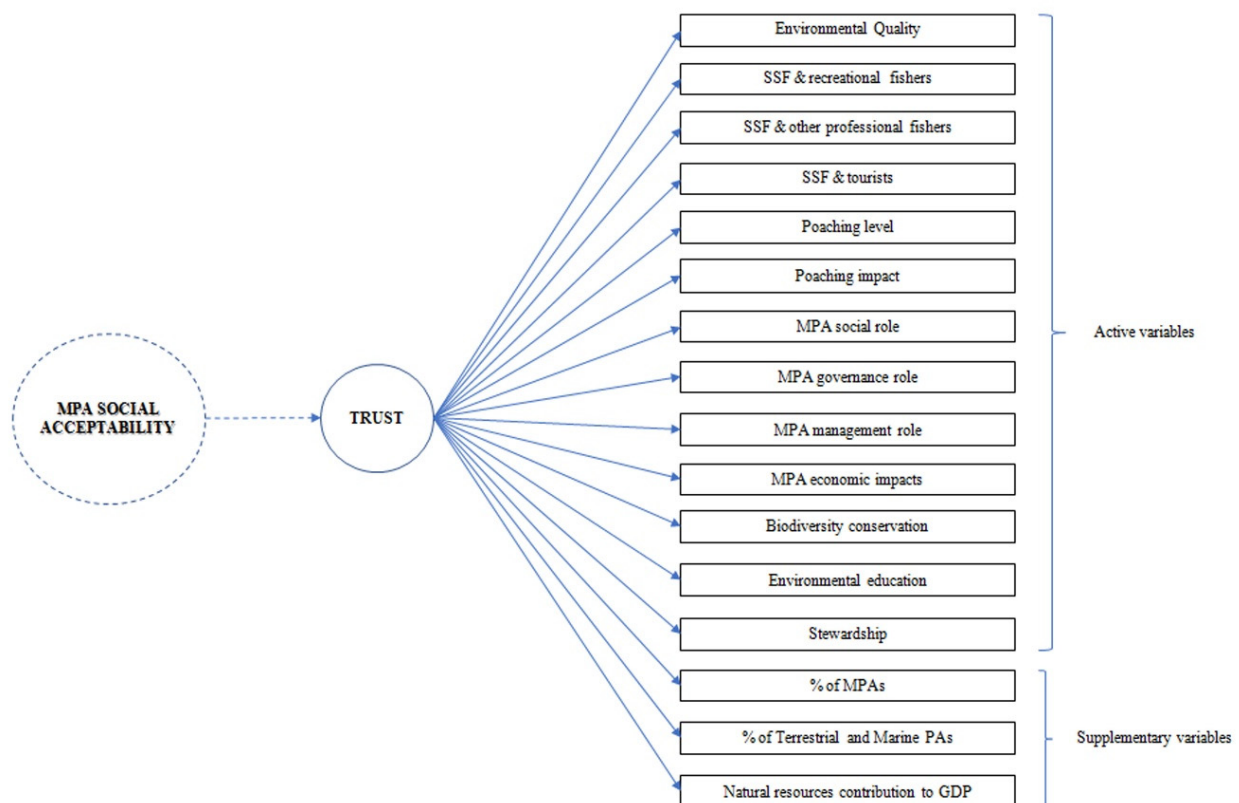 Environmental Quality
SSF & recreational fishers
SSF & other professional fishers
SSF & tourists
Poaching level
Poaching impact
MPA social role
Active variables
MPA governance role
MPA SOCIAL
ACCEPTABILITY
TRUST
MPA management role
MPA economic impacts
Biodiversity conservation
Environmental education
Stewardship
% of MPAs
% of Terrestrial and Marine PAs
Supplementary variables
Natural resources contribution to GDP